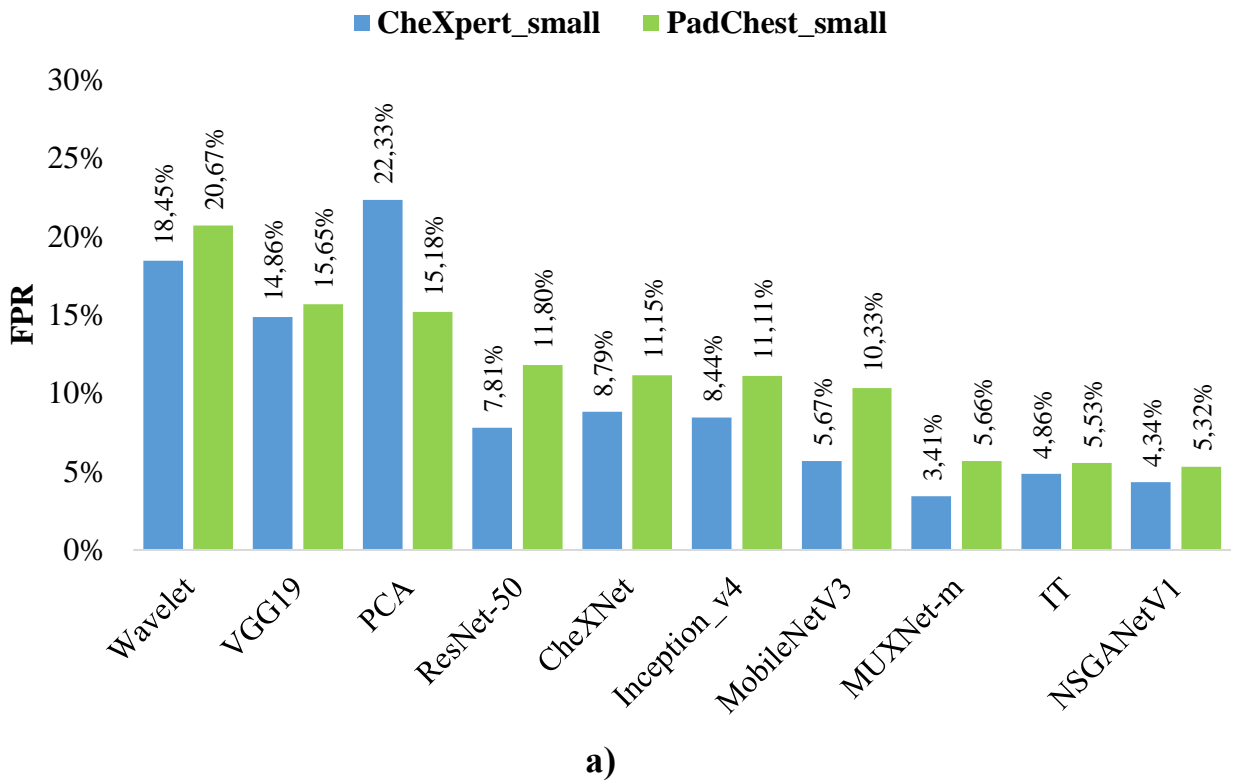 CheXpert_small PadChest_small
30%
25%
20%
15%
10%
5%
0%
FPR
18,45%
20,67%
14,86%
15,65%
22,33%
15,18%
7,81%
11,80%
8,79%
11,15%
8,44%
11,11%
5,67%
10,33%
3,41%
5,66%
4,86%
5,53%
4,34%
5,32%
Wavelet
VGG19
PCA
ResNet-50
CheXNet
Inception_v4
MobileNetV3
MUXNet-m
IT
NSGANetV1
a)